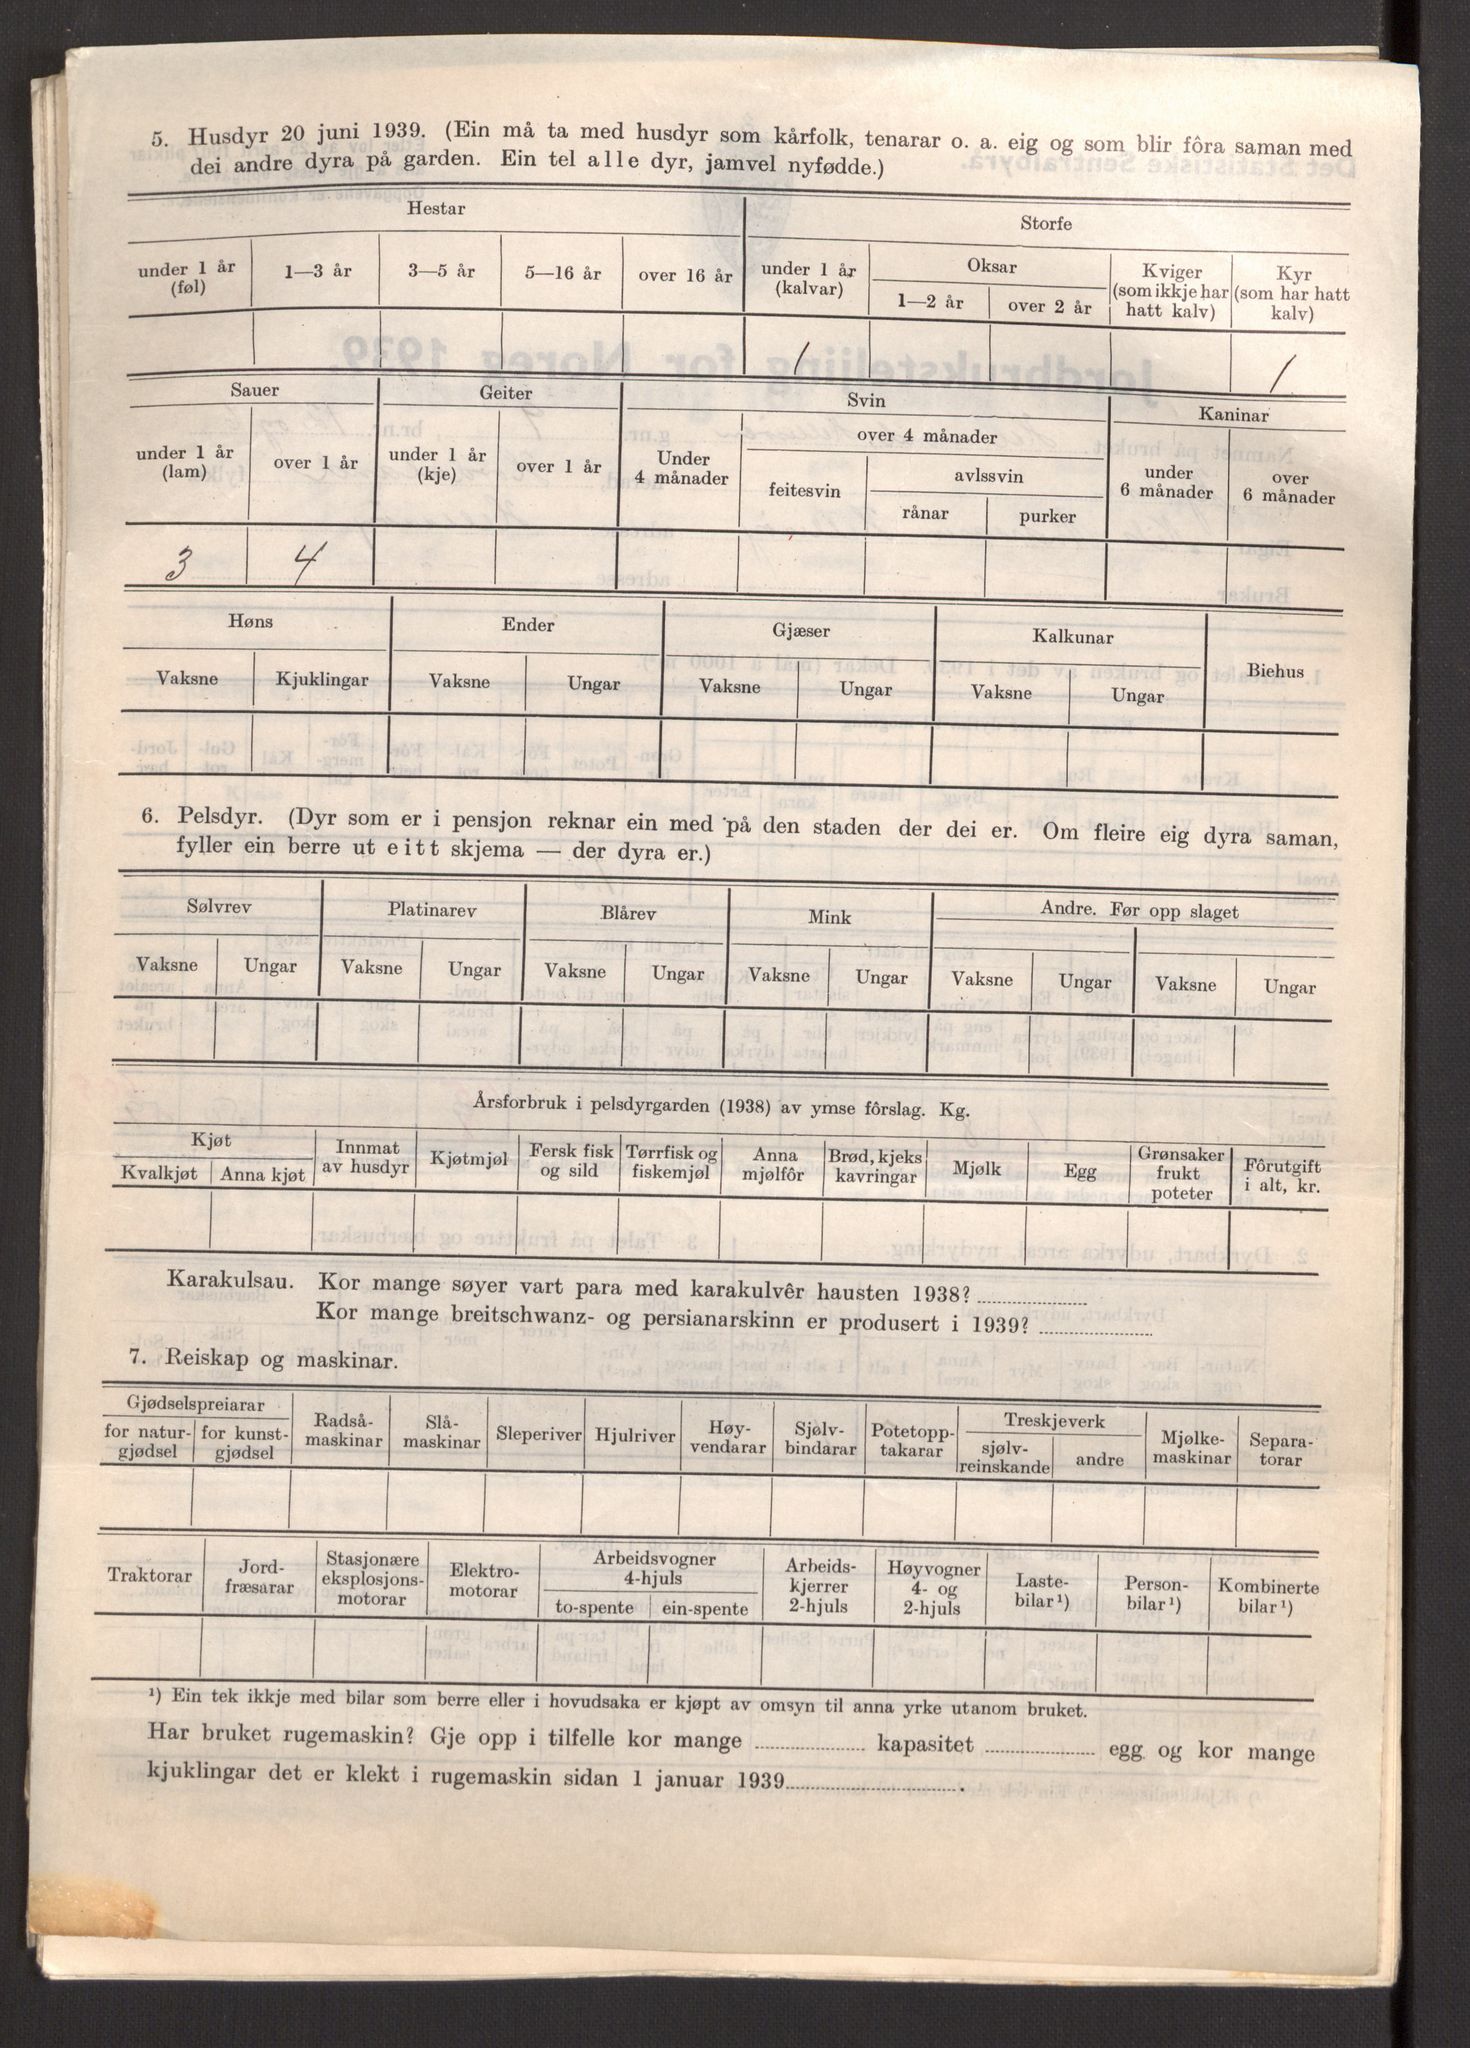 5. Husdyr 20 juni 1939. (Ein må ta med husdyr som kårfolk, tenarar o. a. eig og som blir fôra saman med
dei andre dyra på garden. Ein tel alle dyr, jamvel nyfødde.)
Hestar
Storfe
under 1 år
(føl)
1—3 år
3—5 år
5—16 år
over 16 år
under 1 år
(kalvar)
Oksar
1—2 år
over 2 år
Kviger
(som ikkje har
hatt kalv)
Kyr
(som har hatt
kalv)
1
1
Sauer
Geiter
Svin
Kaninar
under 1 år
(lam)
over 1 år
under 1 år
(kje)
over 1 år
Under
4 månader
over 4 månader
feitesvin
avlssvin
rånar
purker
under
6 månader
over
6 månader
3
4
Høns
Ender
Gjæser
Kalkunar
Biehus
Vaksne
Kjuklingar
Vaksne
Ungar
Vaksne
Ungar
Vaksne
Ungar
6. Pelsdyr. (Dyr som er i pensjon reknar ein med på den staden der dei er. Om fleire eig dyra saman,
fyller ein berre ut eitt skjema — der dyra er.)
Sølvrev
Platinarev
Blårev
Mink
Andre. Før opp slaget
Vaksne
Ungar
Vaksne
Ungar
Vaksne
Ungar
Vaksne
Ungar
Vaksne
Ungar
Vaksne
Ungar
Årsforbruk i pelsdyrgarden (1938) av ymse fôrslag. Kg.
Kjøt
Kvalkjøt
Anna kjøt
Innmat
av husdyr
Kjøtmjøl
Fersk fisk
og sild
Tørrfisk og
fiskemjøl
Anna
mjølfôr
Brød, kjeks
kavringar
Mjølk
Egg
Grønsaker
frukt
poteter
Fôrutgift
i alt, kr.
Karakulsau. Kor mange søyer vart para med karakulvêr hausten 1938?
Kor mange breitschwanz- og persianarskinn er produsert i 1939?
7. Reiskap og maskinar.
Gjødselspreiarar
for natur-
gjødsel
for kunst-
gjødsel
Radså-
maskinar
Slå-
maskinar
Sleperiver
Hjulriver
Høy-
vendarar
Sjølv-
bindarar
Potetopp-
takarar
Treskjeverk
sjølv-
reinskande
andre
Mjølke-
maskinar
Separa-
torar
Traktorar
Jord-
fræsarar
Stasjonære
eksplosjons-
motorar
Elektro-
motorar
Arbeidsvogner
4-hjuls
to-spente
ein-spente
Arbeids-
kjerrer
2-hjuls
Høyvogner
4- og
2-hjuls
Laste-
bilar ¹)
Person-
bilar ¹)
Kombinerte
bilar ¹)
¹) Ein tek ikkje med bilar som berre eller i hovudsaka er kjøpt av omsyn til anna yrke utanom bruket.
Har bruket rugemaskin? Gje opp i tilfelle kor mange kapasitet egg og kor mange
kjuklingar det er klekt i rugemaskin sidan 1 januar 1939.